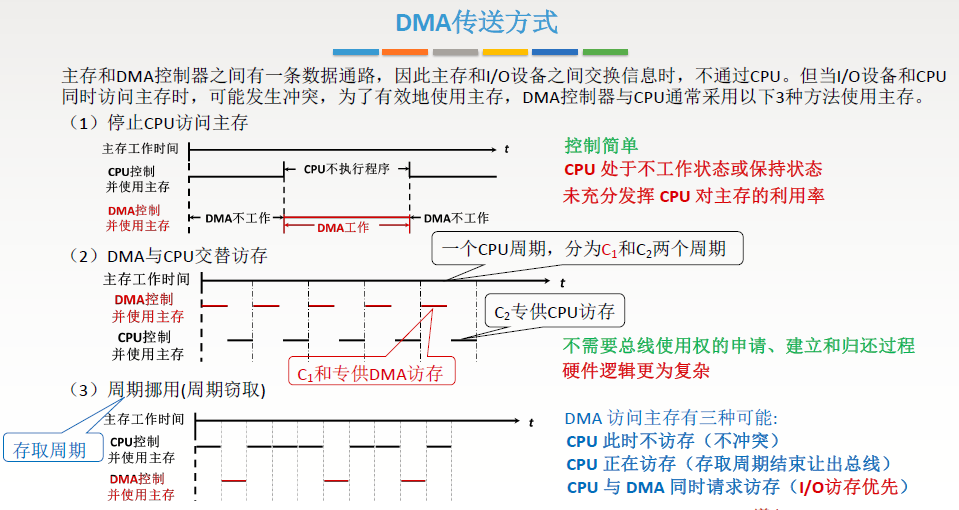 DMA传送方式
主存和DMA控制器之间有一条数据通路，因此主存和I/O设备之间交换信息时，不通过CPU。但当I/O设备和CPU
同时访问主存时，可能发生冲突，为了有效地使用主存，DMA控制器与CPU通常采用以下3种方法使用主存。
（1）停止CPU访问主存
主存工作时间
t
CPU控制
并使用主存
CPU不执行程序
DMA控制
并使用主存
DMA不工作
DMA工作
DMA不工作
控制简单
CPU 处于不工作状态或保持状态
未充分发挥 CPU 对主存的利用率
（2）DMA与CPU交替访存
一个CPU周期，分为C1和C2两个周期
主存工作时间
t
DMA控制
并使用主存
C2专供CPU访存
CPU控制
并使用主存
C1和专供DMA访存
不需要总线使用权的申请、建立和归还过程
硬件逻辑更为复杂
（3）周期挪用(周期窃取)
主存工作时间
t
存取周期
CPU控制
并使用主存
DMA控制
并使用主存
DMA 访问主存有三种可能:
CPU 此时不访存（不冲突）
CPU 正在访存（存取周期结束让出总线）
CPU 与 DMA 同时请求访存（I/O访存优先）